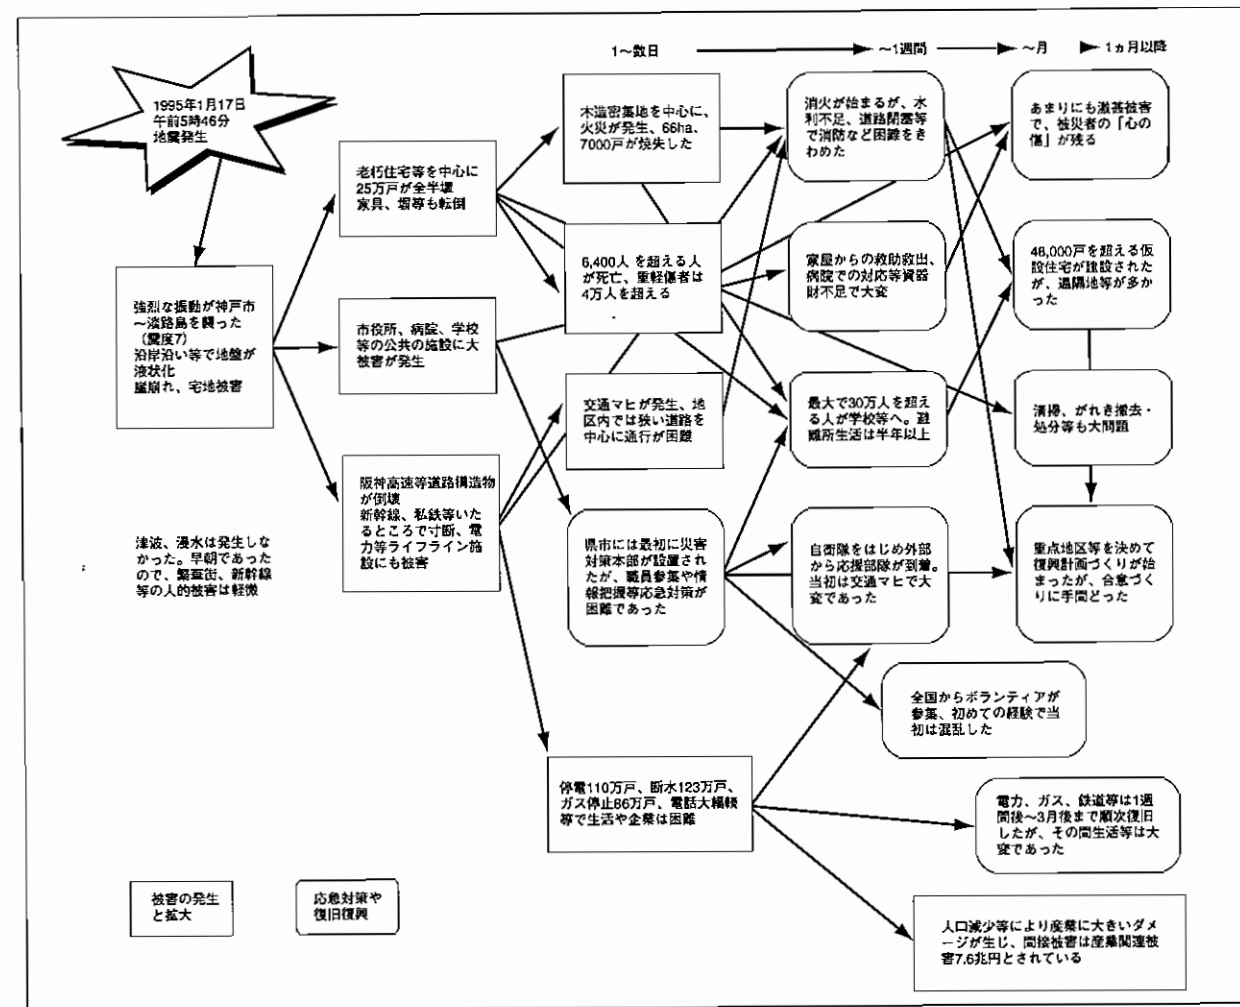 1～数日
～1週間
～月
1ヵ月以降
1995年1月17日
午前5時46分
地震発生
強烈な振動が神戸市
～淡路島を襲った
（震度7）
沿岸沿い等で地盤が
液状化
崖崩れ、宅地被害
津波、浸水は発生しな
かった。早朝であった
ので、繁華街、新幹線
等の人的被害は軽微
老朽住宅等を中心に
25万戸が全半壊
家具、塀等も転倒
市役所、病院、学校
等の公共の施設に大
被害が発生
阪神高速等道路構造物
が倒壊
新幹線、私鉄等いた
るところで寸断、電
力等ライフライン施
設にも被害
木造密集地を中心に、
火災が発生、66ha、
7000戸が焼失した
6,400人を超える人
が死亡、重軽傷者は
4万人を超える
交通マヒが発生、地
区内では狭い道路を
中心に通行が困難
県市には最初に災害
対策本部が設置され
たが、職員参集や情
報把握等応急対策が
困難であった
停電110万戸、断水123万戸、
ガス停止86万戸、電話大輻輳
等で生活や企業は困難
消火が始まるが、水
利不足、道路閉塞等
で消防など困難をき
わめた
家屋からの救助救出、
病院での対応等資器
財不足で大変
最大で30万人を超え
る人が学校等へ。避
難所生活は半年以上
自衛隊をはじめ外部
から応援部隊が到着。
当初は交通マヒで大
変であった
全国からボランティアが
参集、初めての経験で当
初は混乱した
あまりにも激甚被害
で、被災者の「心の
傷」が残る
48,000戸を超える仮
設住宅が建設された
が、遠隔地等が多か
った
清掃、がれき撤去・
処分等も大問題
重点地区等を決めて
復興計画づくりが始
まったが、合意づく
りに手間どった
電力、ガス、鉄道等は1週
間後～3月後まで順次復旧
したが、その間生活等は大
変であった
人口減少等により産業に大きいダメ
ージが生じ、間接被害は産業関連被
害7.6兆円とされている
被害の発生
と拡大
応急対策や
復旧復興